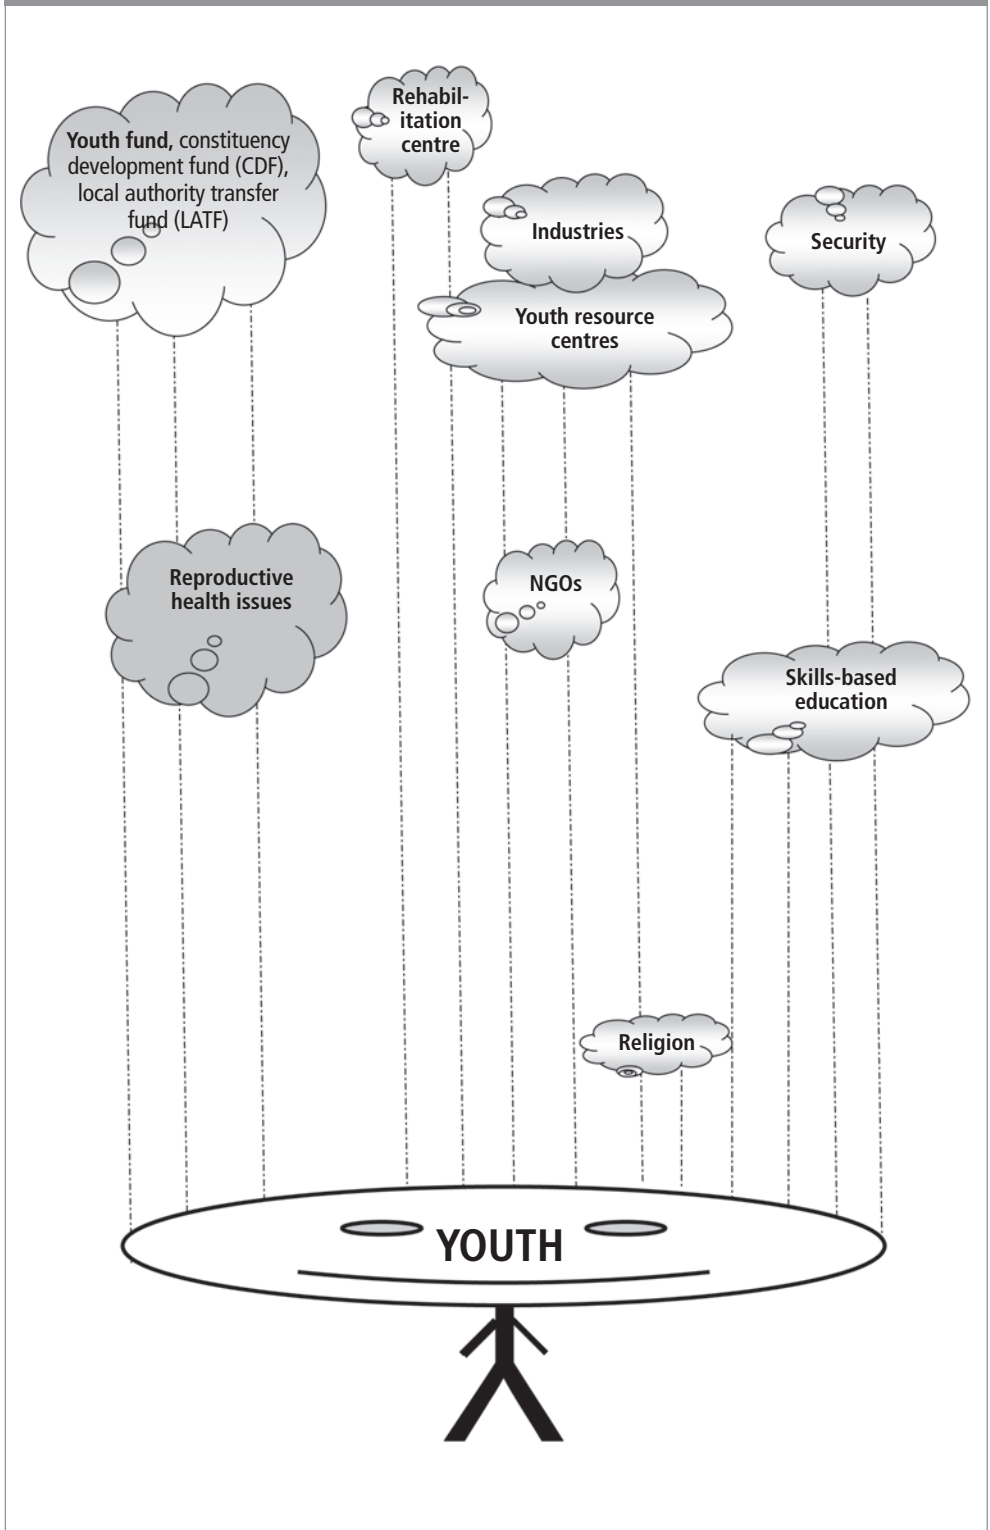 Youth fund, constituency
development fund (CDF),
local authority transfer
fund (LATF)
Rehabil-
itation
centre
Industries
Youth resource
centres
Security
Reproductive
health issues
NGOs
Skills-based
education
Religion
YOUTH